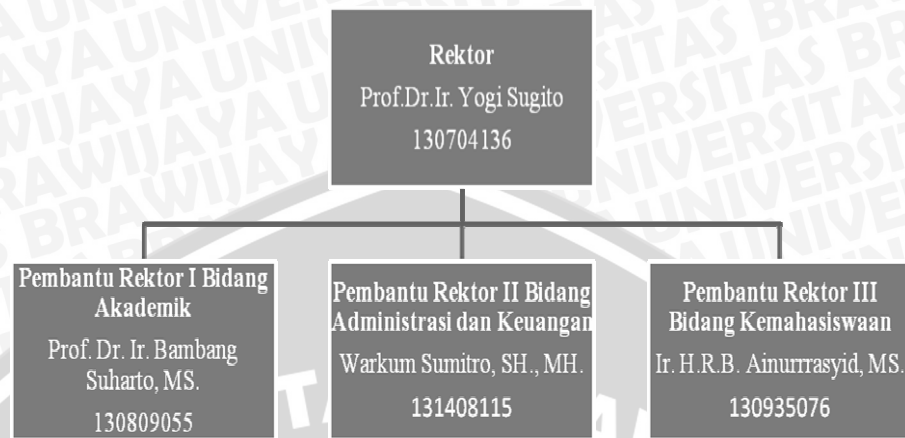 Rektor
Prof.Dr.Ir. Yogi Sugito
130704136
Pembantu Rektor I Bidang
Akademik
Prof. Dr. Ir. Bambang
Suharto, MS.
130809055
Pembantu Rektor II Bidang
Administrasi dan Keuangan
Warkum Sumitro, SH., MH.
131408115
Pembantu Rektor III
Bidang Kemahasiswaan
Ir. H.R.B. Ainurrrasyid, MS.
130935076